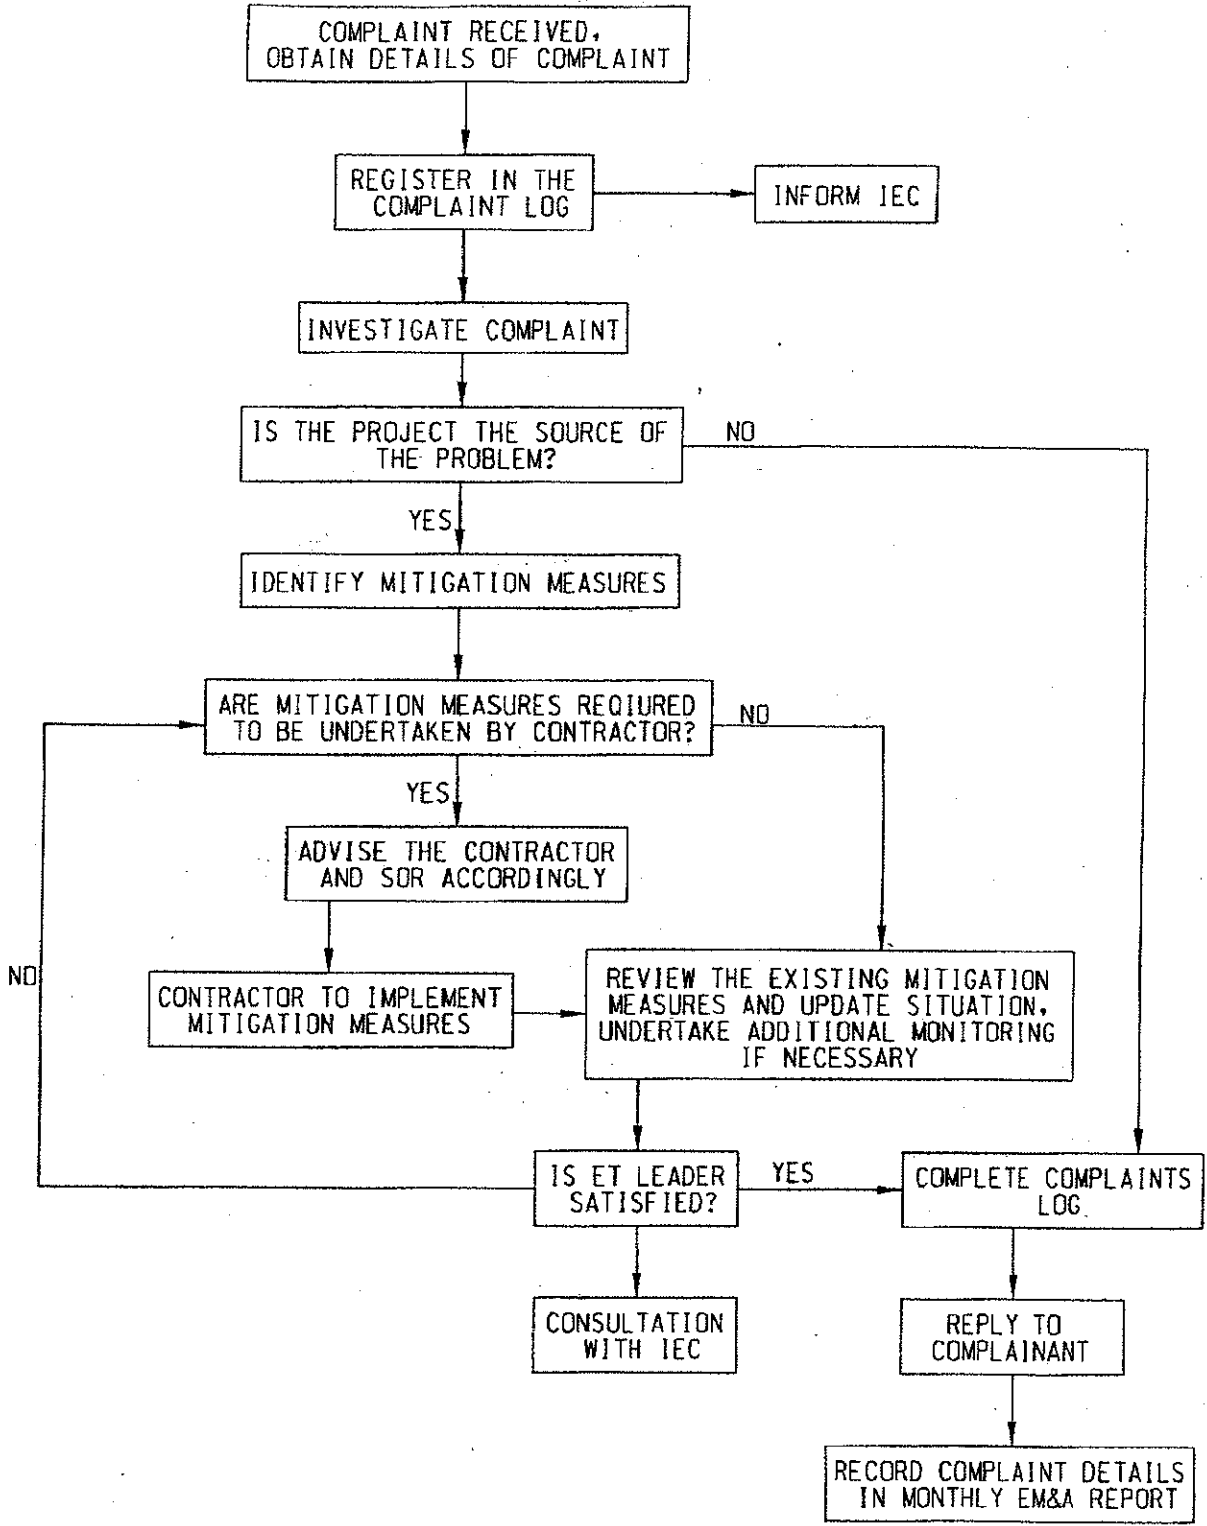 COMPLAINT RECEIVED,
OBTAIN DETAILS OF COMPLAINT
REGISTER IN THE
COMPLAINT LOG
INFORM IEC
INVESTIGATE COMPLAINT
IS THE PROJECT THE SOURCE OF
THE PROBLEM?
NO
YES
IDENTIFY MITIGATION MEASURES
ARE MITIGATION MEASURES REQIURED
TO BE UNDERTAKEN BY CONTRACTOR?
NO
YES
ADVISE THE CONTRACTOR
AND SOR ACCORDINGLY
NO
CONTRACTOR TO IMPLEMENT
MITIGATION MEASURES
REVIEW THE EXISTING MITIGATION
MEASURES AND UPDATE SITUATION,
UNDERTAKE ADDITIONAL MONITORING
IF NECESSARY
IS ET LEADER
SATISFIED?
YES
COMPLETE COMPLAINTS
LOG
CONSULTATION
WITH IEC
REPLY TO
COMPLAINANT
RECORD COMPLAINT DETAILS
IN MONTHLY EM&A REPORT